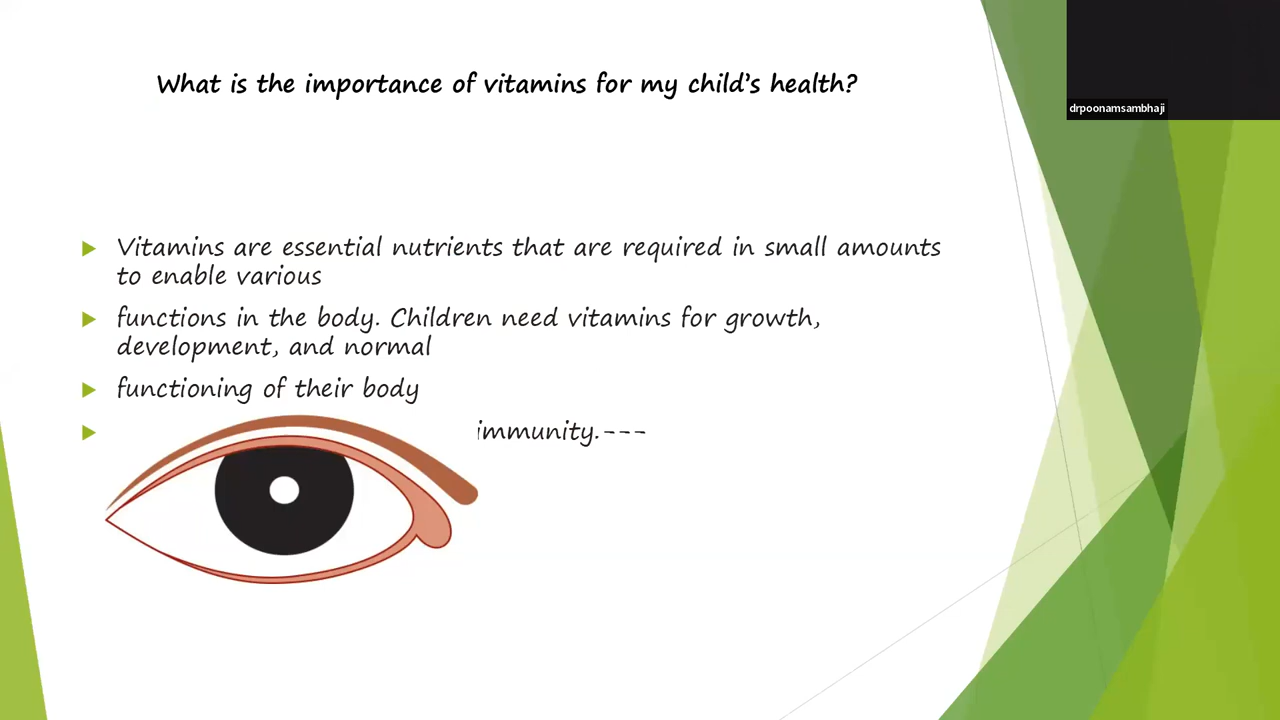 What is the importance of vitamins for my child's health?
drpoonamsambhaji
Vitamins are essential nutrients that are required in small amounts
to enable various
functions in the body. Children need vitamins for growth,
development, and normal
functioning of their body
immunity.---